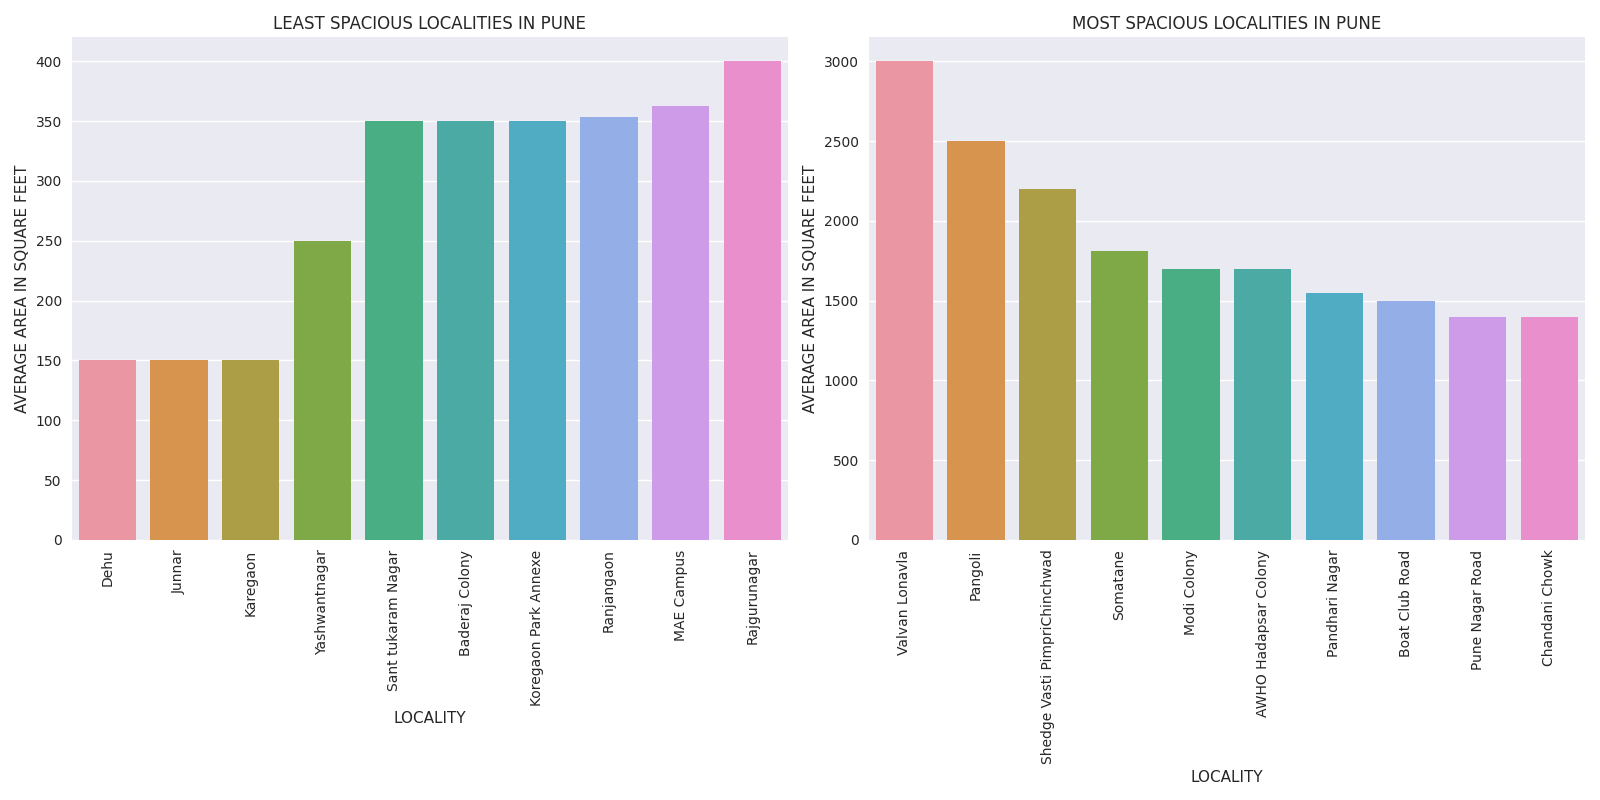 LEAST SPACIOUS LOCALITIES IN PUNE
AVERAGE AREA IN SQUARE FEET
400
350
300
250
200
150
100
50
0
Dehu
Junnar
Karegaon
Yashwantnagar
Sant tukaram Nagar
Baderaj Colony
Koregaon Park Annexe
Ranjangaon
MAE Campus
Rajgurunagar
LOCALITY
MOST SPACIOUS LOCALITIES IN PUNE
AVERAGE AREA IN SQUARE FEET
3000
2500
2000
1500
1000
500
0
Valvan Lonavla
Pangoli
Shedge Vasti PimpriChinchwad
Somatane
Modi Colony
AWHO Hadapsar Colony
Pandhari Nagar
Boat Club Road
Pune Nagar Road
Chandani Chowk
LOCALITY